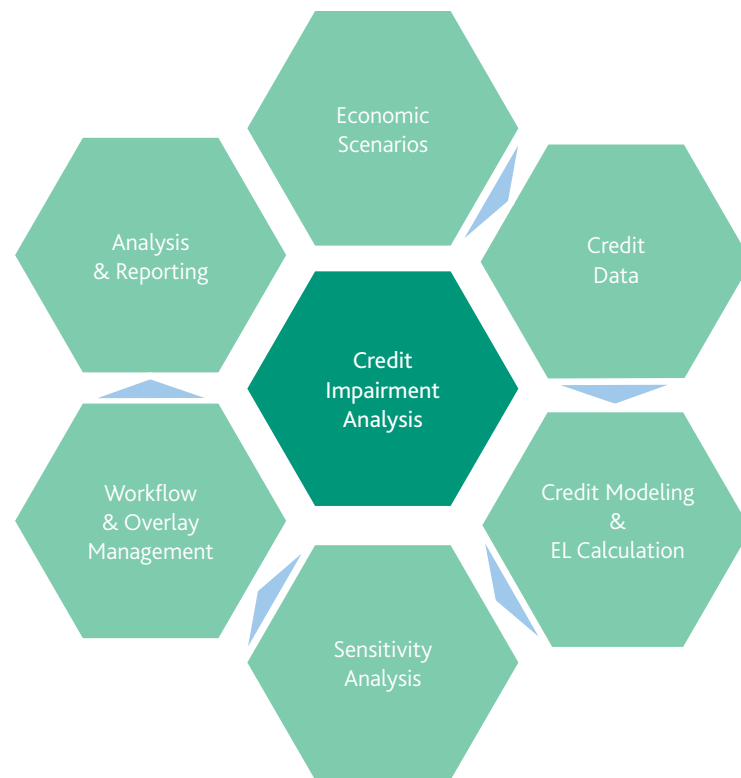 Economic
Scenarios
Analysis
& Reporting
Credit
Data
Credit
Impairment
Analysis
Workflow
& Overlay
Management
Credit Modeling
&
EL Calculation
Sensitivity
Analysis